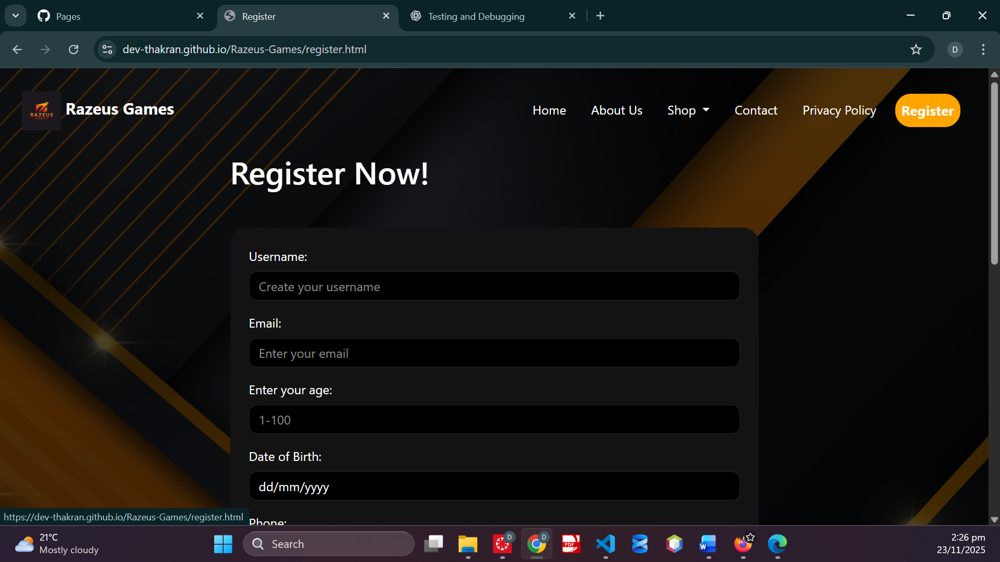 Pages
Register
Testing and Debugging
dev-thakran.github.io/Razeus-Games/register.html
D
RAZEUS
GAMES
Razeus Games
Home
About Us
Shop
Contact
Privacy Policy
Register
Register Now!
Username:
Create your username
Email:
Enter your email
Enter your age:
1-100
Date of Birth:
dd/mm/yyyy
Phone:
https://dev-thakran.github.io/Razeus-Games/register.html
21°C
Mostly cloudy
Search
D
D
PDF
W
2:26 pm
23/11/2025